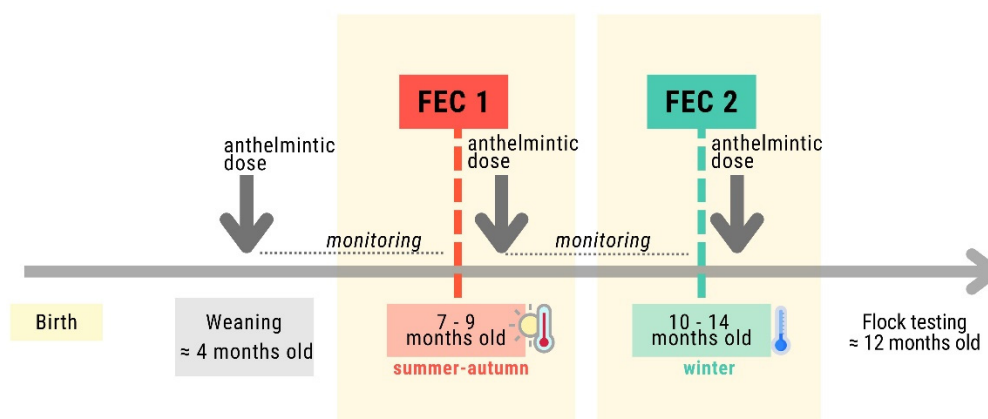 FEC 1
FEC 2
anthelmintic
dose
anthelmintic
dose
anthelmintic
dose
monitoring
monitoring
Birth
Weaning
≈ 4 months old
7 - 9
months old
summer-autumn
10 - 14
months old
winter
Flock testing
≈ 12 months old